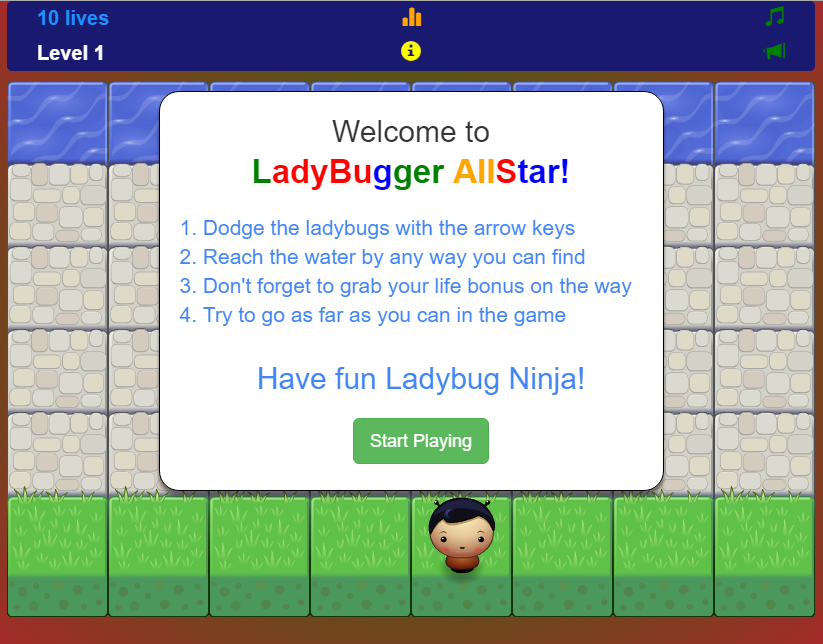 10 lives
Level 1
Welcome to
LadyBugger AllStar!
1. Dodge the ladybugs with the arrow keys
2. Reach the water by any way you can find
3. Don't forget to grab your life bonus on the way
4. Try to go as far as you can in the game
Have fun Ladybug Ninja!
Start Playing